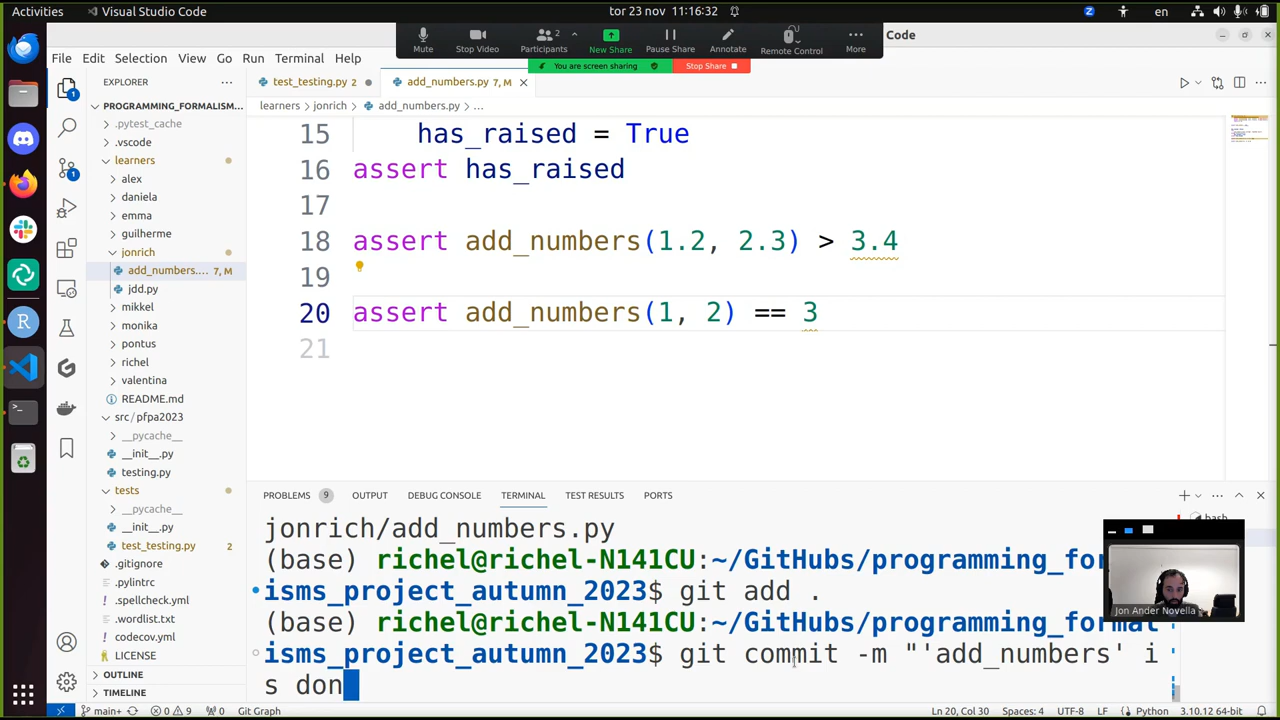 Activities
Visual Studio Code
tor 23 nov 11:16:32
en
Code
Mute
Stop Video
2
Participants
New Share
Pause Share
Annotate
Remote Control
More
You are screen sharing
Stop Share
File Edit Selection View Go Run Terminal Help
EXPLORER
test_testing.py 2
add_numbers.py 7, M
learners > jonrich > add_numbers.py > ...
PROGRAMMING_FORMALISM...
.pytest_cache
.vscode
learners
alex
daniela
emma
guilherme
jonrich
add_numbers.... 7, M
jdd.py
mikkel
monika
pontus
richel
valentina
README.md
src / pfpa2023
__pycache__
__init__.py
testing.py
tests
__pycache__
__init__.py
test_testing.py 2
.gitignore
.pylintrc
.spellcheck.yml
.wordlist.txt
codecov.yml
LICENSE
OUTLINE
TIMELINE
15 has_raised = True
16 assert has_raised
17
18 assert add_numbers(1.2, 2.3) > 3.4
19
20 assert add_numbers(1, 2) == 3
21
PROBLEMS 9 OUTPUT DEBUG CONSOLE TERMINAL TEST RESULTS PORTS
bash
jonrich/add_numbers.py
(base) richel@richel-N141CU:~/GitHubs/programming_for
isms_project_autumn_2023$ git add .
(base) richel@richel-N141CU:~/GitHubs/programming_formal
isms_project_autumn_2023$ git commit -m "'add_numbers' i
s don
Jon Ander Novella
1
1
main+
0 9
0
Git Graph
Ln 20, Col 30
Spaces: 4
UTF-8
LF
Python
3.10.12 64-bit